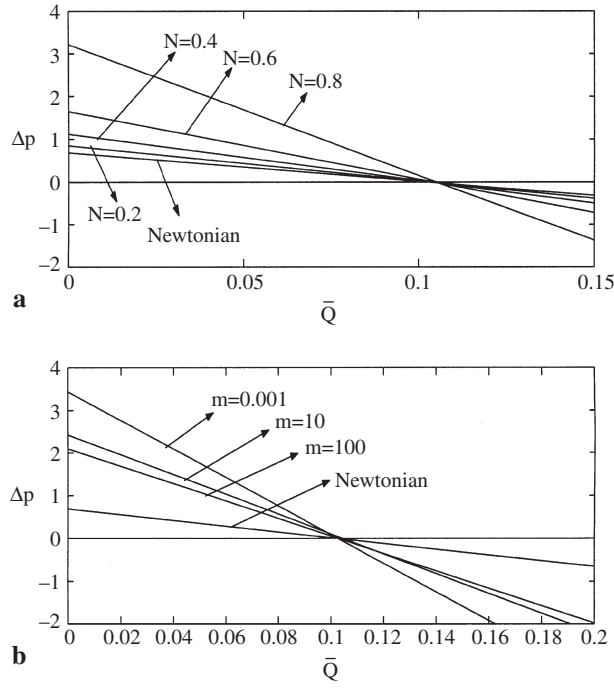 4
N=0.4
N=0.6
3
N=0.8
2
Δp
1
0
N=0.2
−1
Newtonian
−2
0
0.05
0.1
0.15
a
Q̄
4
m=0.001
3
m=10
m=100
2
Newtonian
Δp
1
0
−1
−2
0 0.02 0.04 0.06 0.08 0.1 0.12 0.14 0.16 0.18 0.2
b
Q̄